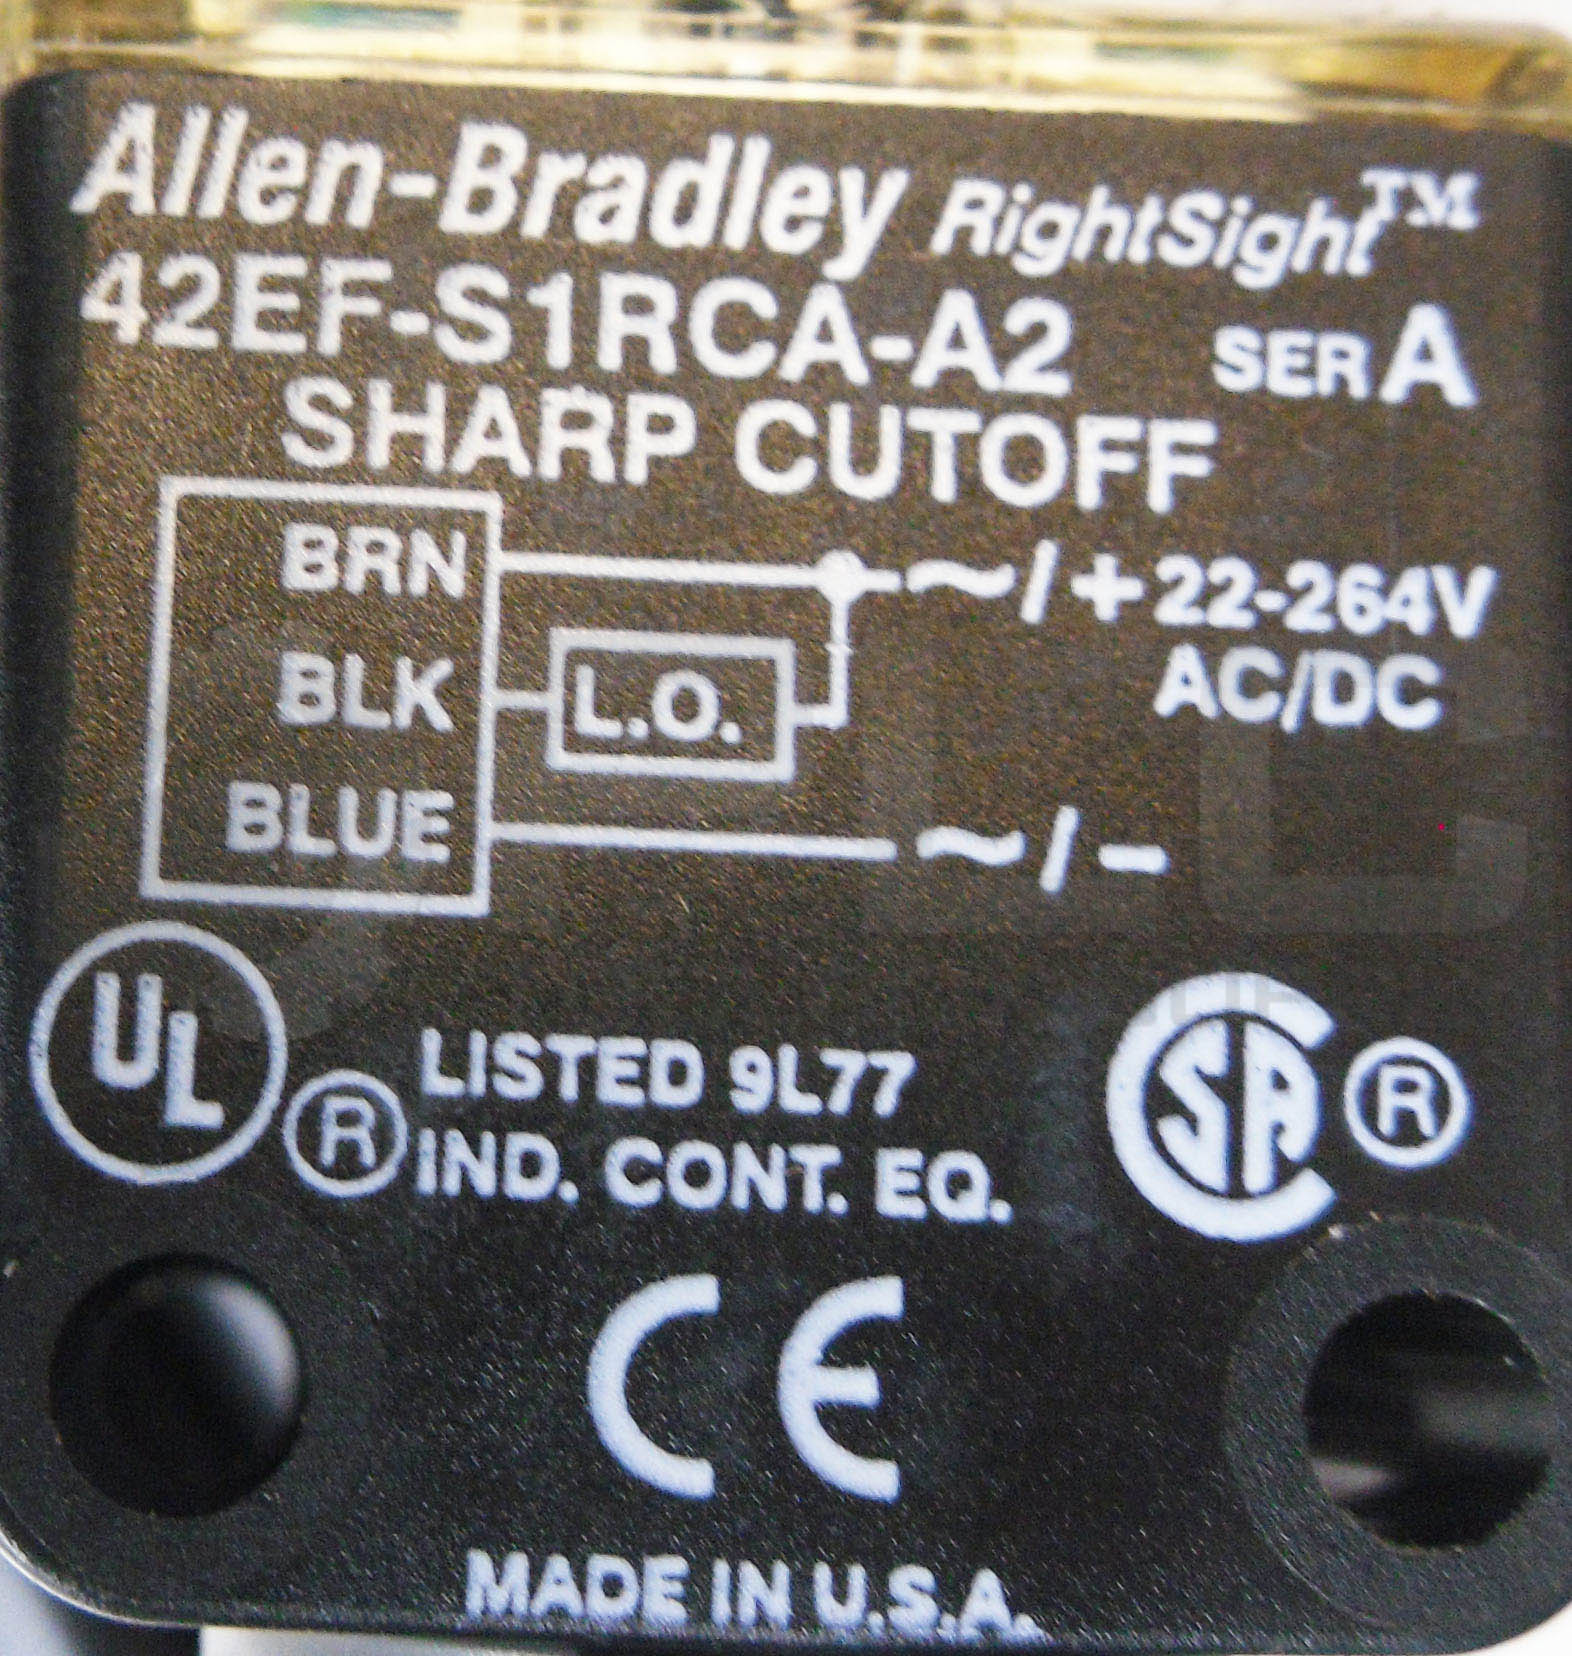 Allen-Bradley RightSight™
42EF-S1RCA-A2 SER A
SHARP CUTOFF
BRN ~/+ 22-264V
AC/DC
BLK L.O.
BLUE ~/-
UL ® LISTED 9L77
IND. CONT. EQ.
CSA ®
CE
MADE IN U.S.A.